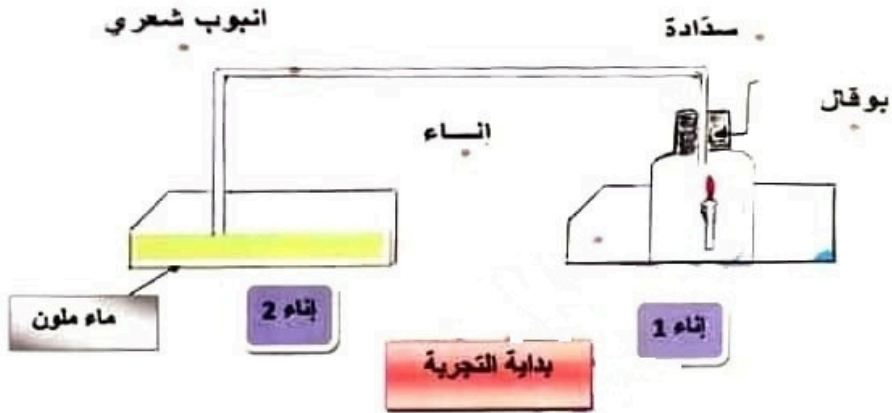 انبوب شعري
سدادة
بوقال
انـــاء
ماء ملون
إناء 2
إناء 1
بداية التجربة